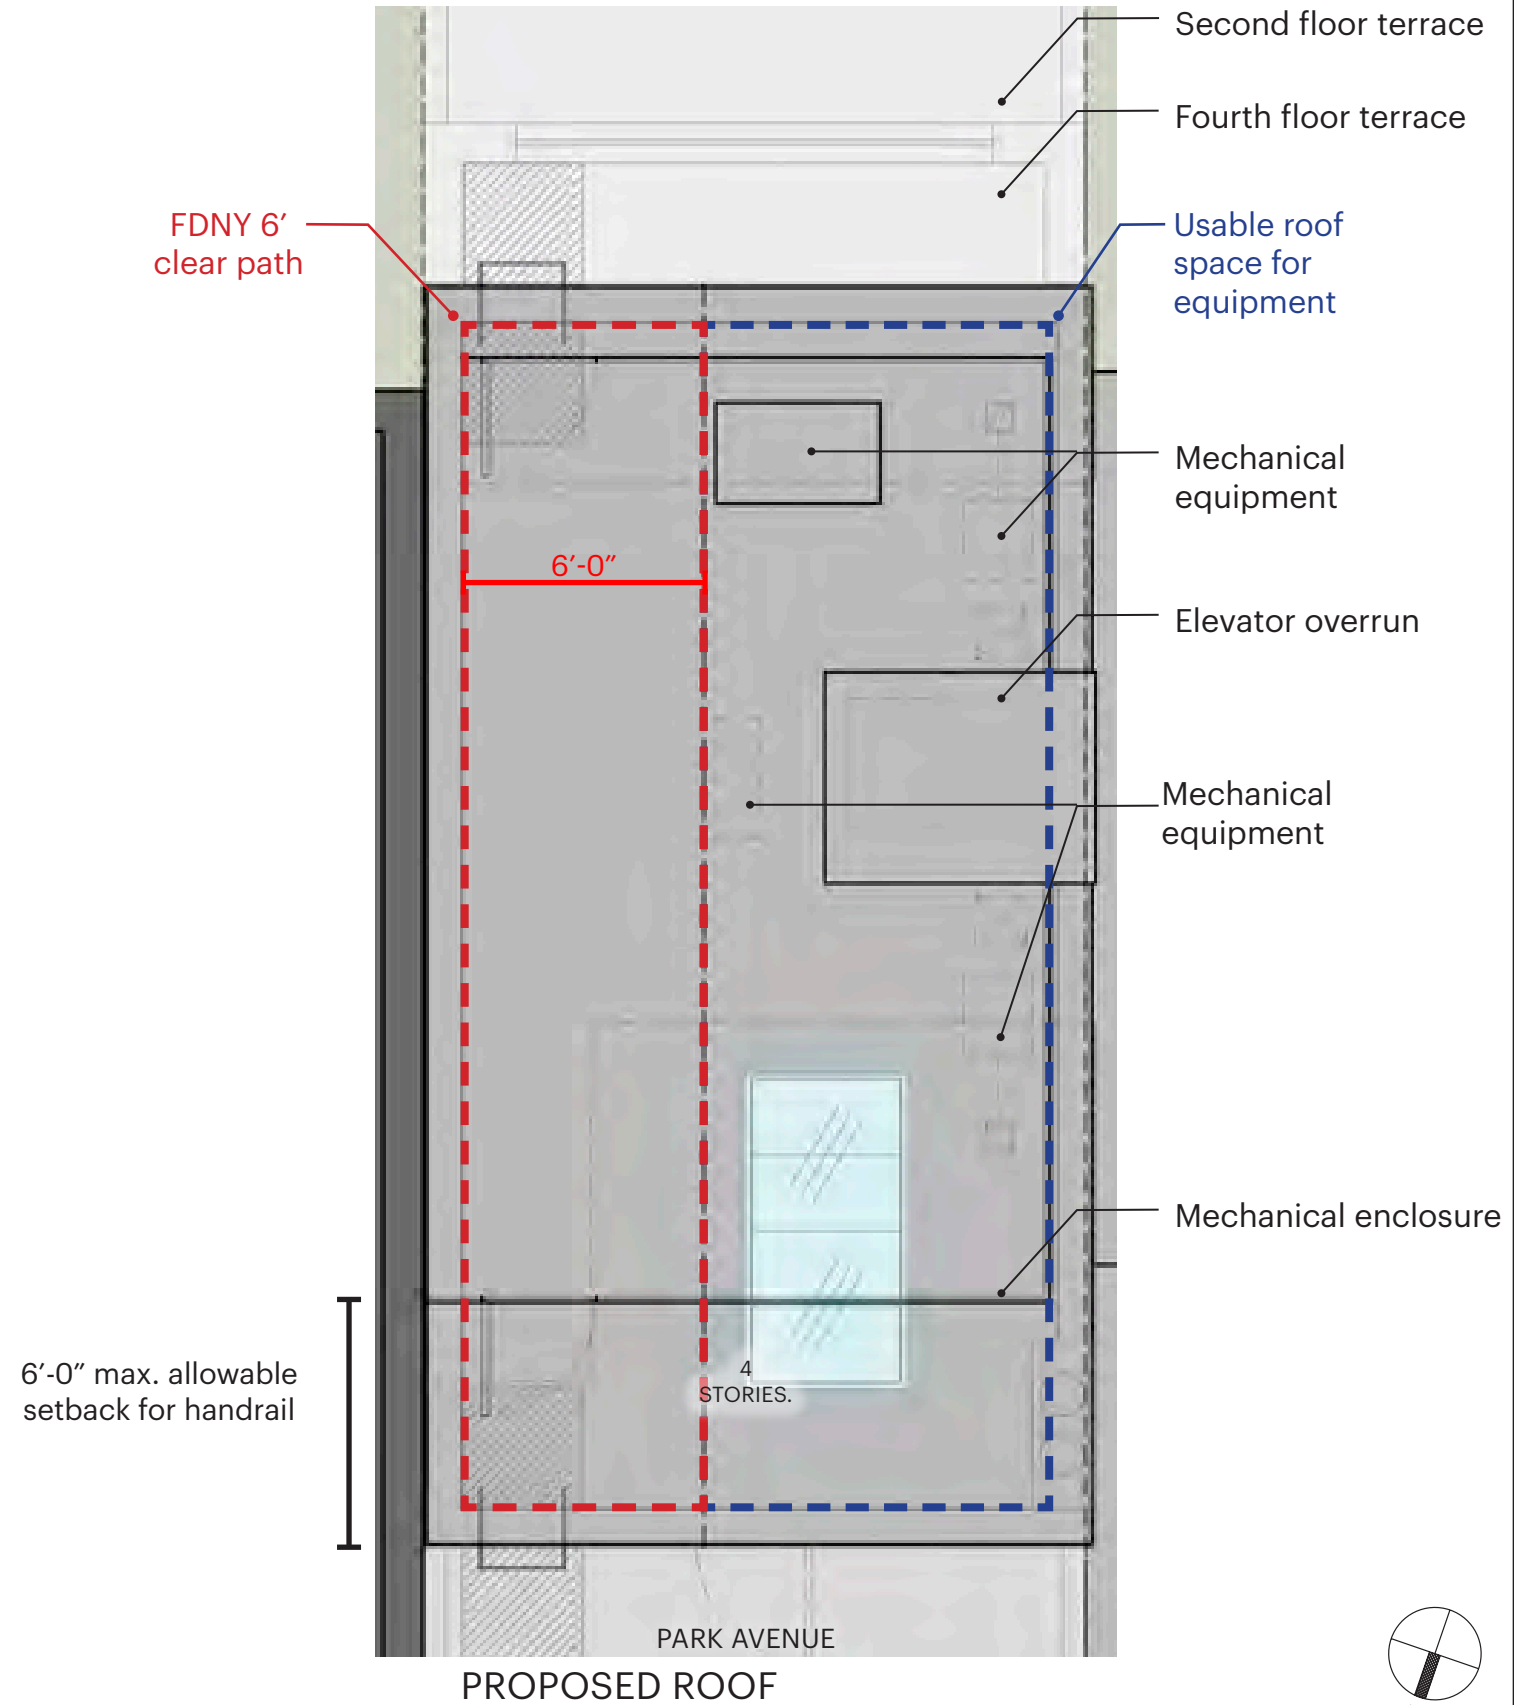 Second floor terrace
Fourth floor terrace
FDNY 6′
clear path
Usable roof
space for
equipment
Mechanical
equipment
6′-0″
Elevator overrun
Mechanical
equipment
Mechanical enclosure
6′-0″ max. allowable
setback for handrail
4
STORIES.
PARK AVENUE
PROPOSED ROOF